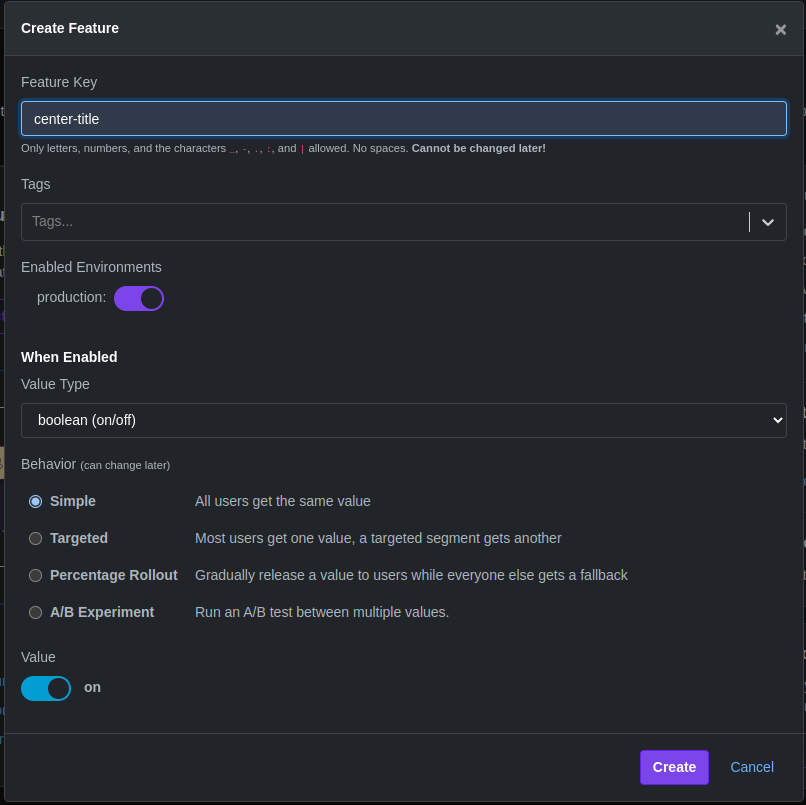 Create Feature
×
Feature Key
center-title
Only letters, numbers, and the characters _, -, ., :, and | allowed. No spaces. Cannot be changed later!
Tags
Tags...
Enabled Environments
production:
When Enabled
Value Type
boolean (on/off)
Behavior (can change later)
Simple All users get the same value
Targeted Most users get one value, a targeted segment gets another
Percentage Rollout Gradually release a value to users while everyone else gets a fallback
A/B Experiment Run an A/B test between multiple values.
Value
on
Create Cancel